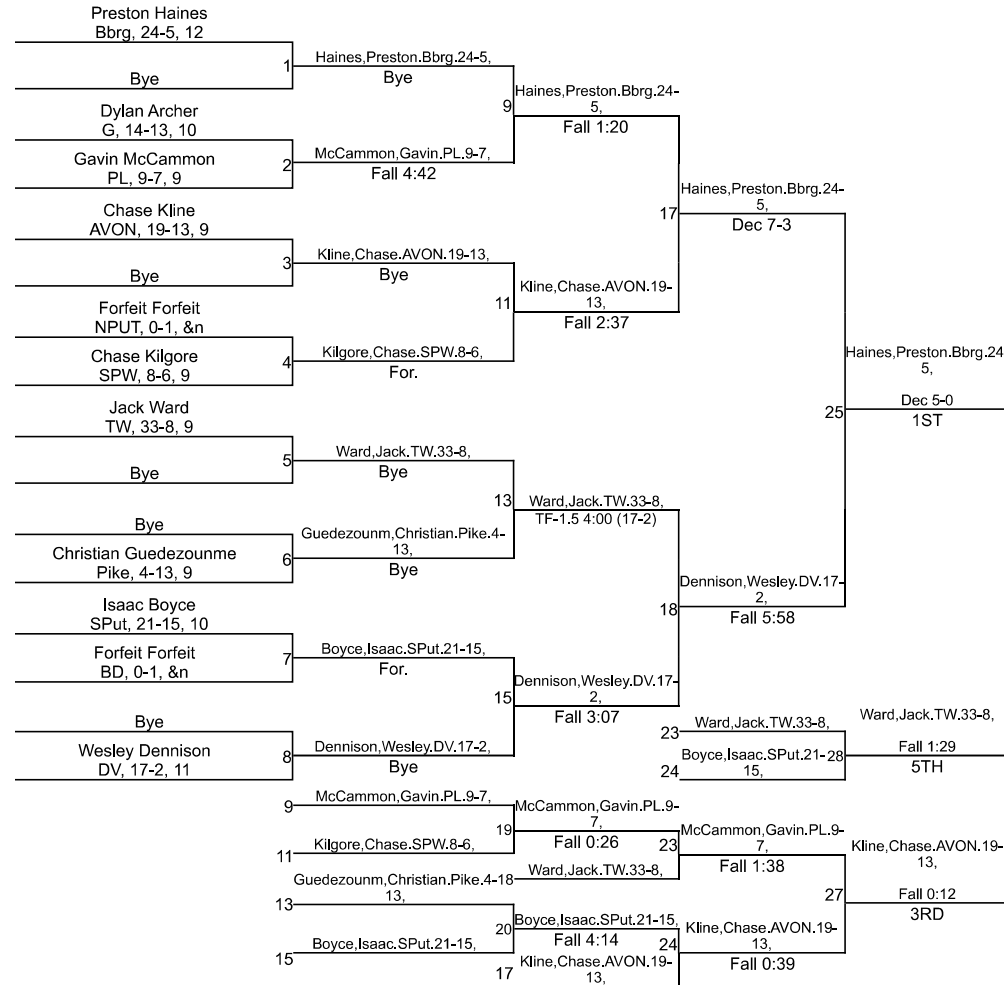 Preston Haines
Bbrg, 24-5, 12
Bye
1
Haines,Preston.Bbrg.24-5,
Bye
Dylan Archer
G, 14-13, 10
Gavin McCammon
PL, 9-7, 9
2
McCammon,Gavin.PL.9-7,
Fall 4:42
9
Haines,Preston.Bbrg.24-
5,
Fall 1:20
Chase Kline
AVON, 19-13, 9
Bye
3
Kline,Chase.AVON.19-13,
Bye
Forfeit Forfeit
NPUT, 0-1, &n
Chase Kilgore
SPW, 8-6, 9
4
Kilgore,Chase.SPW.8-6,
For.
11
Kline,Chase.AVON.19-
13,
Fall 2:37
17
Haines,Preston.Bbrg.24-
5,
Dec 7-3
Jack Ward
TW, 33-8, 9
Bye
5
Ward,Jack.TW.33-8,
Bye
Bye
Christian Guedezounme
Pike, 4-13, 9
6
Guedezounm,Christian.Pike.4-
13,
Bye
13
Ward,Jack.TW.33-8,
TF-1.5 4:00 (17-2)
Isaac Boyce
SPut, 21-15, 10
Forfeit Forfeit
BD, 0-1, &n
7
Boyce,Isaac.SPut.21-15,
For.
Bye
Wesley Dennison
DV, 17-2, 11
8
Dennison,Wesley.DV.17-2,
Bye
15
Dennison,Wesley.DV.17-
2,
Fall 3:07
18
Dennison,Wesley.DV.17-
2,
Fall 5:58
25
Haines,Preston.Bbrg.24
5,
Dec 5-0
1ST
23
Ward,Jack.TW.33-8,
24
Boyce,Isaac.SPut.21-
15,
28
Ward,Jack.TW.33-8,
Fall 1:29
5TH
9
McCammon,Gavin.PL.9-7,
11
Kilgore,Chase.SPW.8-6,
19
McCammon,Gavin.PL.9-
7,
Fall 0:26
18
Ward,Jack.TW.33-8,
23
McCammon,Gavin.PL.9-
7,
Fall 1:38
13
Guedezounm,Christian.Pike.4-
13,
15
Boyce,Isaac.SPut.21-15,
20
Boyce,Isaac.SPut.21-15,
Fall 4:14
17
Kline,Chase.AVON.19-
13,
24
Kline,Chase.AVON.19-
13,
Fall 0:39
27
Kline,Chase.AVON.19-
13,
Fall 0:12
3RD